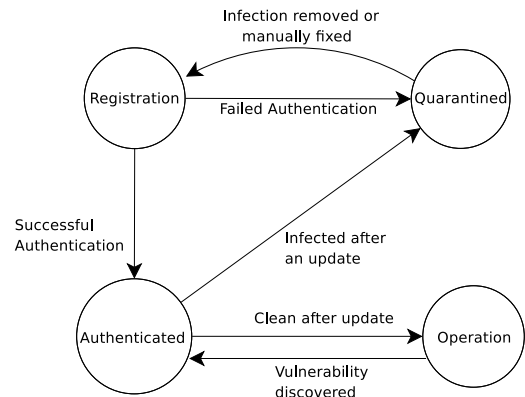 Infection removed or
manually fixed
Registration
Failed Authentication
Quarantined
Successful
Authentication
Infected after
an update
Authenticated
Clean after update
Operation
Vulnerability
discovered